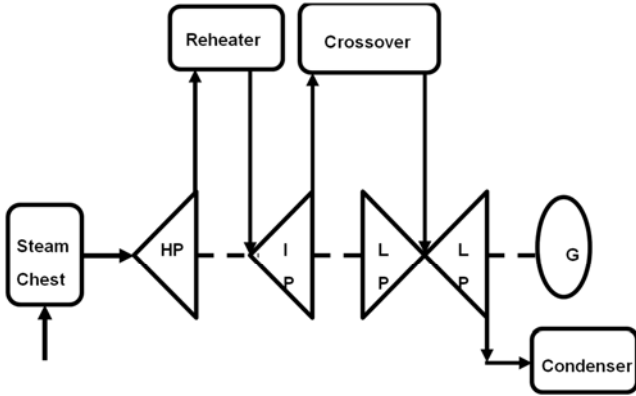 Reheater
Crossover
Steam
Chest
HP
I
P
L
P
L
P
G
Condenser